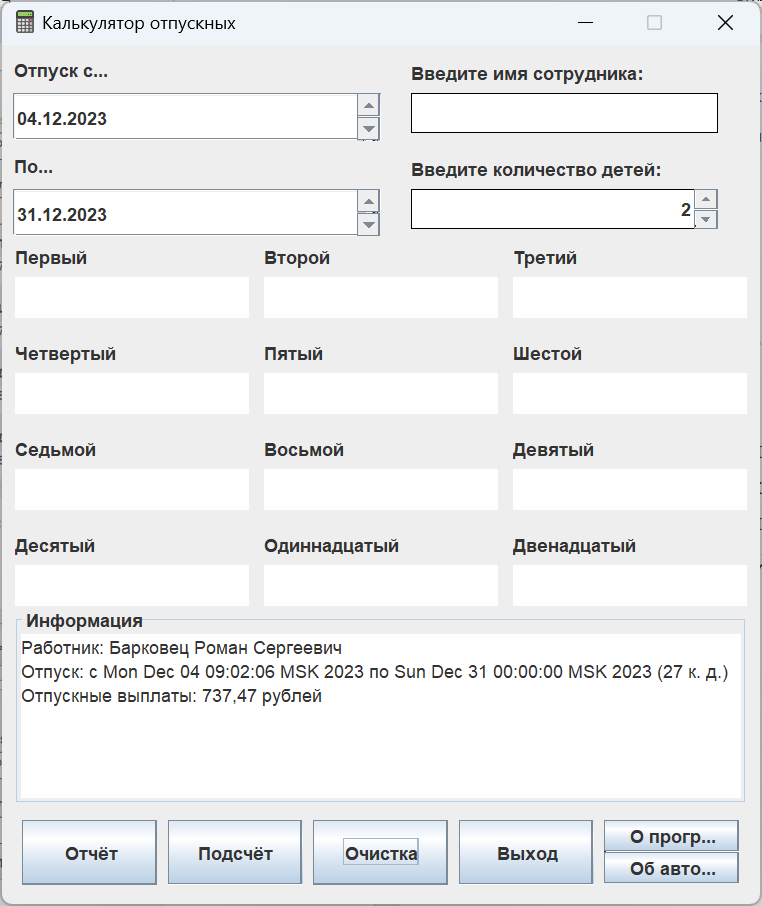 Калькулятор отпускных
Отпуск с...
Введите имя сотрудника:
04.12.2023
По...
Введите количество детей:
31.12.2023
2
Первый
Второй
Третий
Четвертый
Пятый
Шестой
Седьмой
Восьмой
Девятый
Десятый
Одиннадцатый
Двенадцатый
Информация
Работник: Барковец Роман Сергеевич
Отпуск: с Mon Dec 04 09:02:06 MSK 2023 по Sun Dec 31 00:00:00 MSK 2023 (27 к. д.)
Отпускные выплаты: 737,47 рублей
Отчёт
Подсчёт
Очистка
Выход
О прогр...
Об авто...